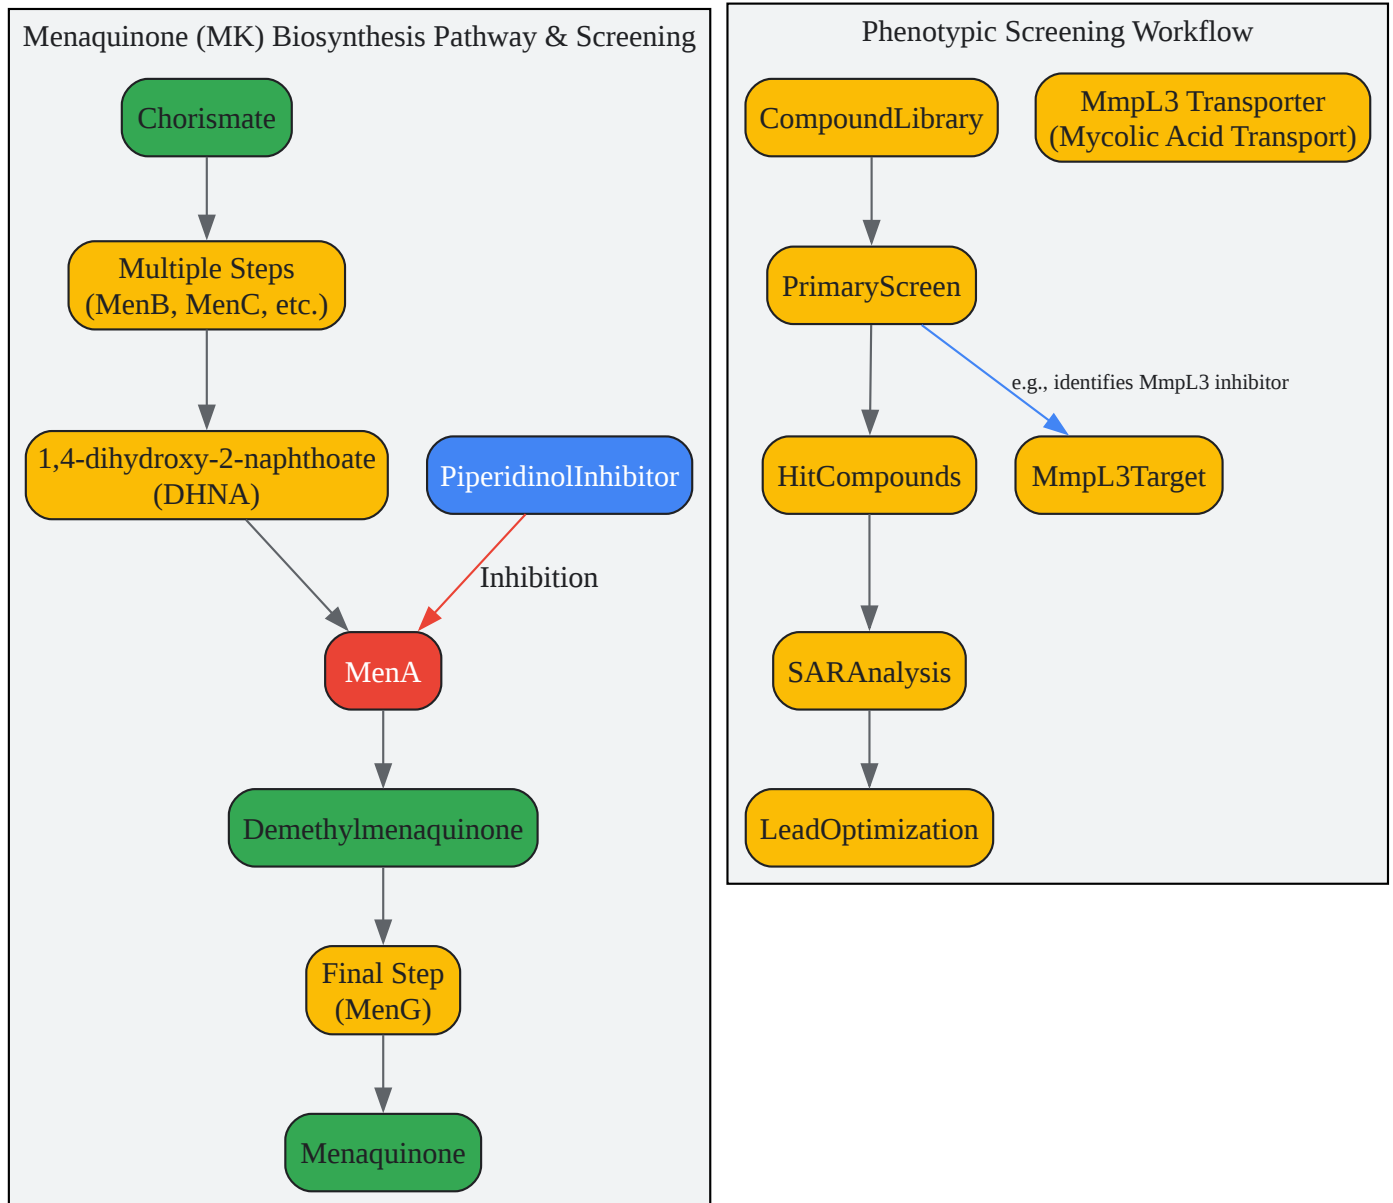 Menaquinone (MK) Biosynthesis Pathway & Screening
Chorismate
Multiple Steps
(MenB, MenC, etc.)
1,4-dihydroxy-2-naphthoate
(DHNA)
PiperidinolInhibitor
Inhibition
MenA
Demethylmenaquinone
Final Step
(MenG)
Menaquinone
Phenotypic Screening Workflow
CompoundLibrary
MmpL3 Transporter
(Mycolic Acid Transport)
PrimaryScreen
e.g., identifies MmpL3 inhibitor
HitCompounds
MmpL3Target
SARAnalysis
LeadOptimization